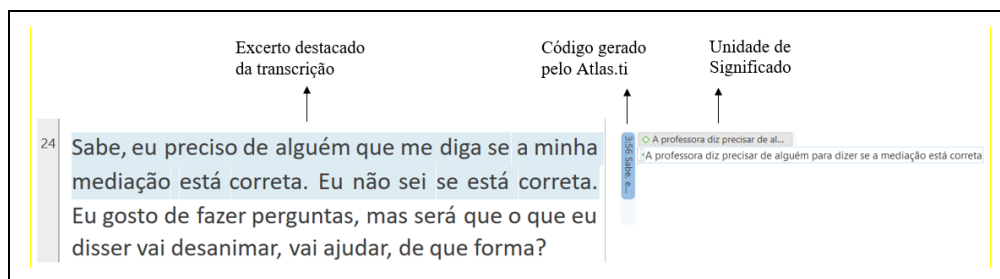 Excerto destacado
da transcrição
Código gerado
pelo Atlas.ti
Unidade de
Significado
24
Sabe, eu preciso de alguém que me diga se a minha
mediação está correta. Eu não sei se está correta.
Eu gosto de fazer perguntas, mas será que o que eu
disser vai desanimar, vai ajudar, de que forma?
3:56 Sabe, e...
A professora diz precisar de al...
A professora diz precisar de alguém para dizer se a mediação está correta